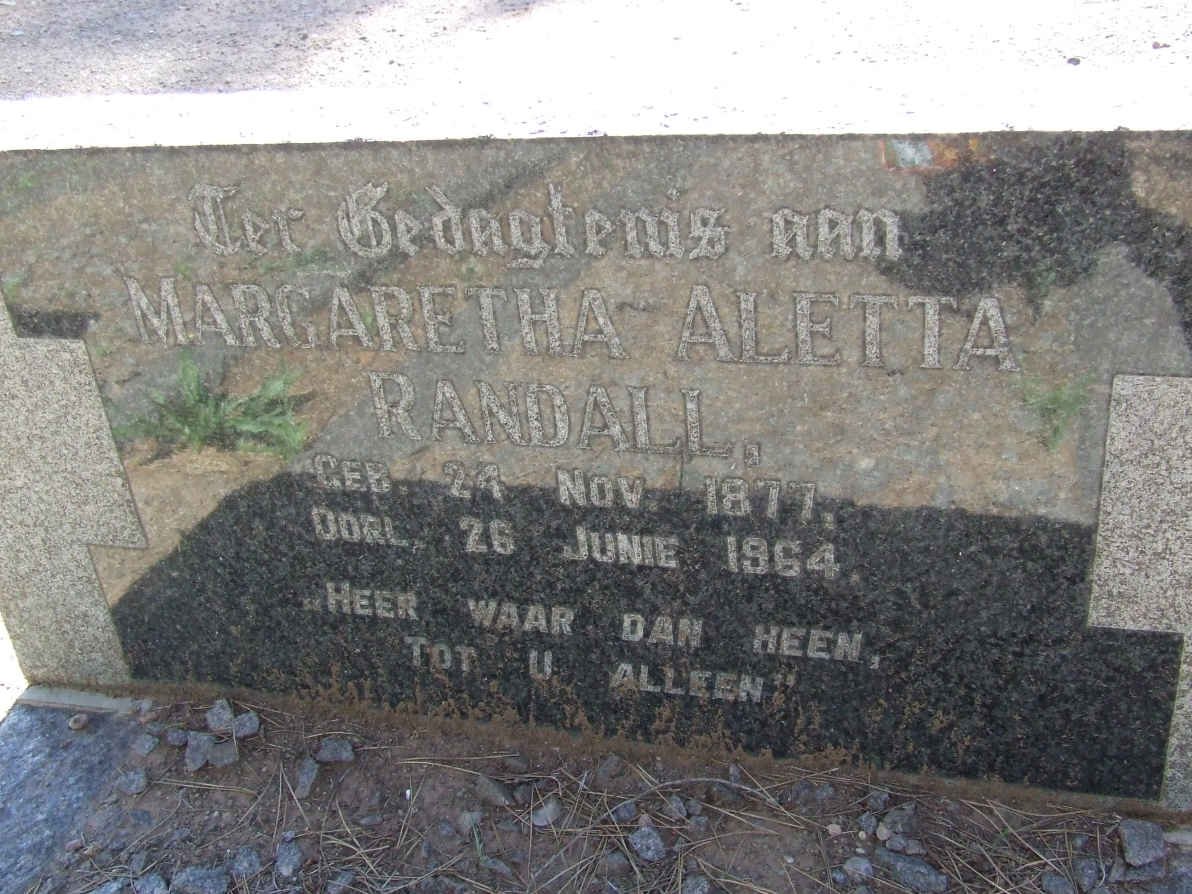 Ter Gedagtenis aan
MARGARETHA ALETTA
RANDALL,
GEB. 24 NOV. 1877.
OORL. 26 JUNIE 1964.
„HEER WAAR DAN HEEN,
TOT U ALLEEN”